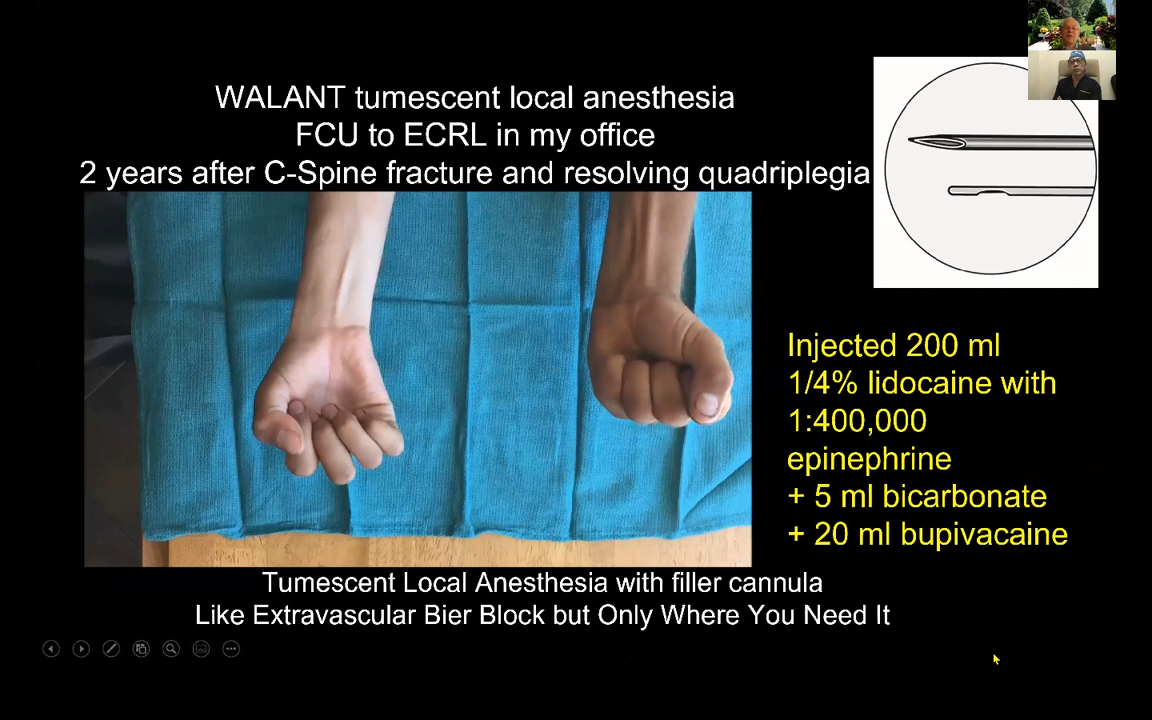 WALANT tumescent local anesthesia
FCU to ECRL in my office
2 years after C-Spine fracture and resolving quadriplegia
Injected 200 ml
1/4% lidocaine with
1:400,000
epinephrine
+ 5 ml bicarbonate
+ 20 ml bupivacaine
Tumescent Local Anesthesia with filler cannula
Like Extravascular Bier Block but Only Where You Need It